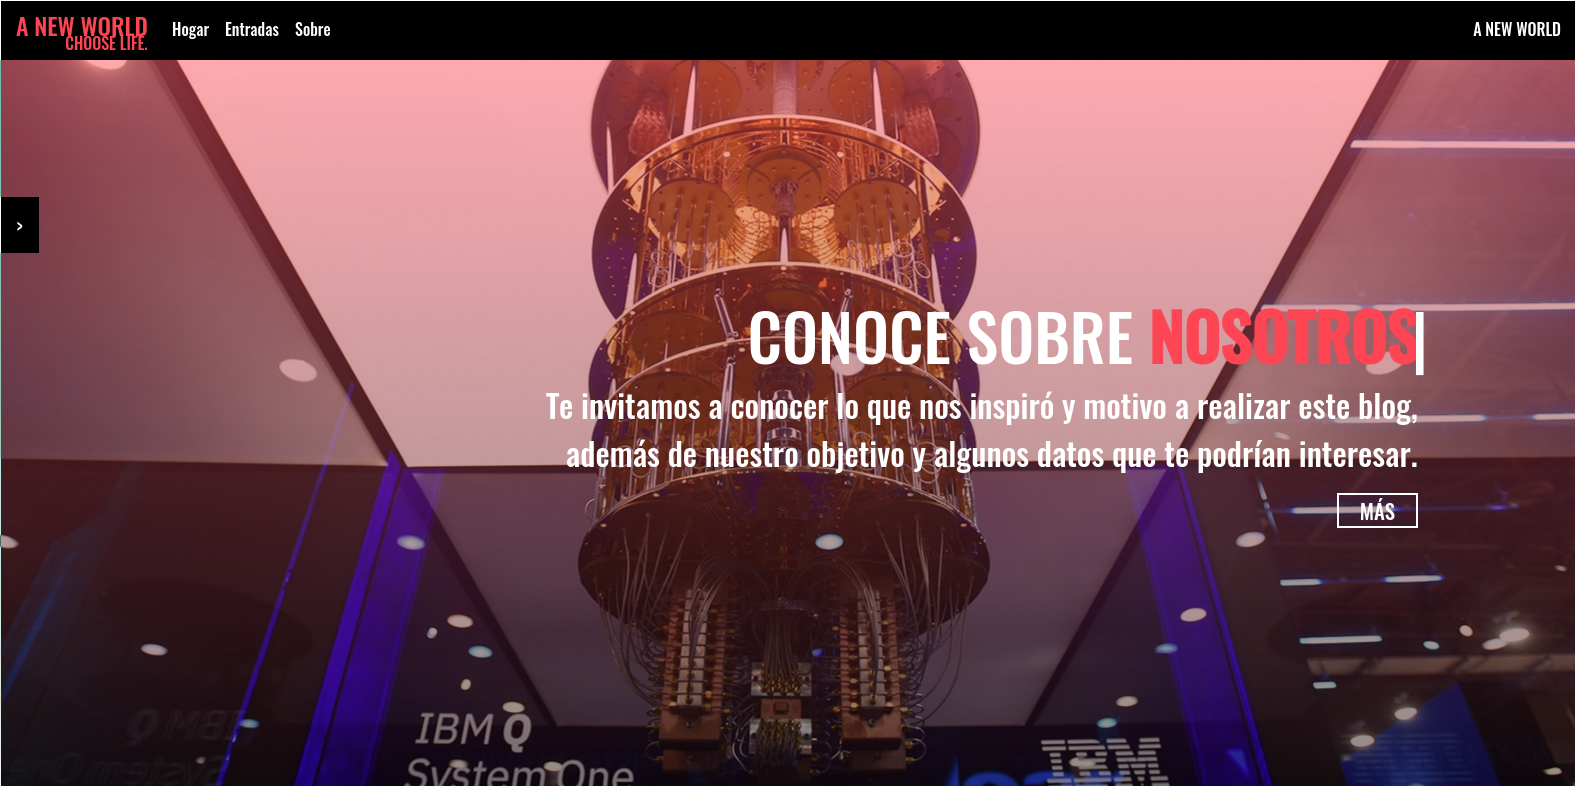 A NEW WORLD
CHOOSE LIFE.
Hogar Entradas Sobre
A NEW WORLD
>
CONOCE SOBRE NOSOTROS
Te invitamos a conocer lo que nos inspiró y motivo a realizar este blog,
además de nuestro objetivo y algunos datos que te podrían interesar.
MÁS
IBM Q
System One
IBM